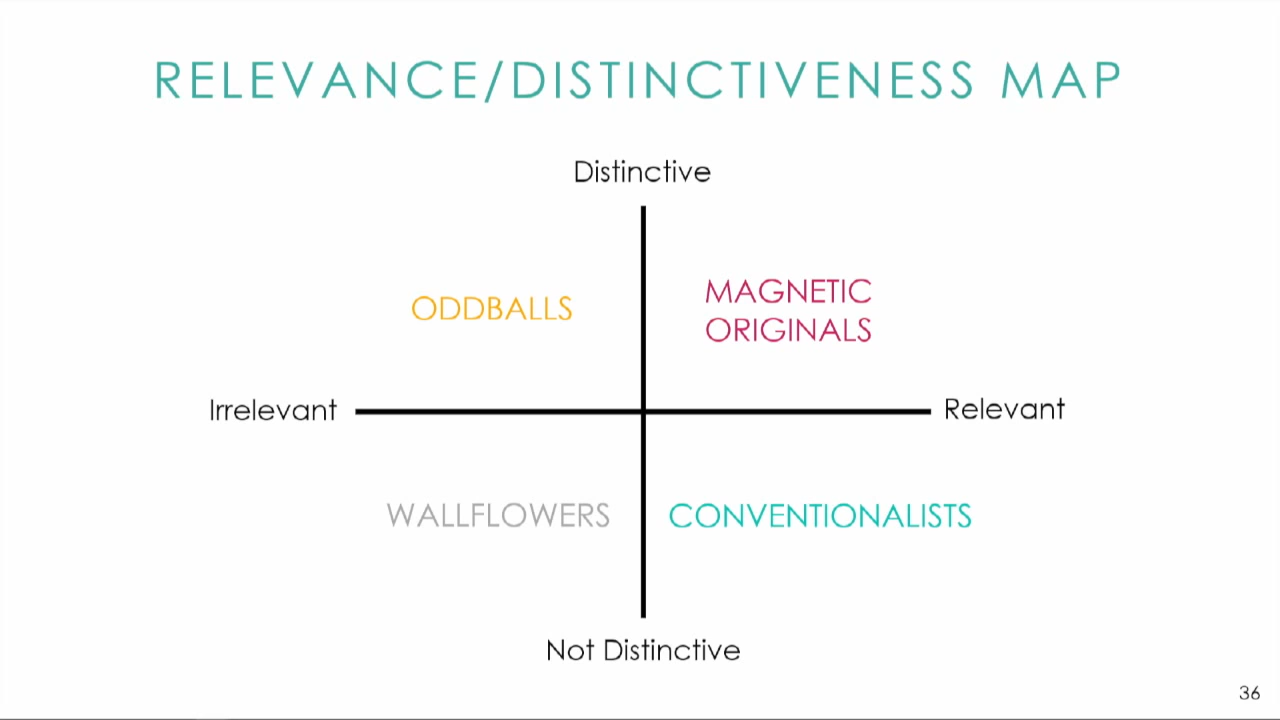 RELEVANCE/DISTINCTIVENESS MAP
Distinctive
ODDBALLS
MAGNETIC
ORIGINALS
Irrelevant
Relevant
WALLFLOWERS
CONVENTIONALISTS
Not Distinctive
36